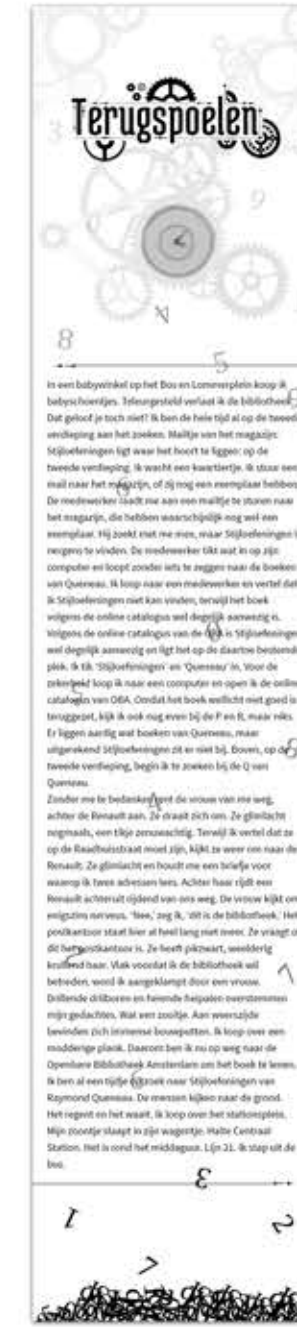 Terugspoelen
3
9
6
4
8
5
In een babywinkel op het Bos en Lommerplein koop ik
babyschoentjes. Teleurgesteld verlaat ik de bibliotheek.
Dat geloof je toch niet? Ik ben de hele tijd al op de tweede
verdieping aan het zoeken. Mailtje van het magazijn:
Stijloefeningen ligt waar het hoort te liggen: op de
tweede verdieping. Ik wacht een kwartiertje. Ik stuur een
mail naar het magazijn, of zij nog een exemplaar hebben.
De medewerker raadt me aan een mailtje te sturen naar
het magazijn, die hebben waarschijnlijk nog wel een
exemplaar. Hij zoekt met me mee, maar Stijloefeningen is
nergens te vinden. De medewerker tikt wat in op zijn
computer en loopt zonder iets te zeggen naar de boeken
van Queneau. Ik loop naar een medewerker en vertel dat
ik Stijloefeningen niet kan vinden, terwijl het boek
volgens de online catalogus wel degelijk aanwezig is.
Volgens de online catalogus van de is Stijloefeningen
wel degelijk aanwezig en ligt het op de daartoe bestemde
plek. Ik tik 'Stijloefeningen' en 'Queneau' in. Voor de
zekerheid loop ik naar een computer en open ik de online
catalogus van OBA. Omdat het boek wellicht niet goed is
teruggezet, kijk ik ook nog even bij de P en R, maar niks.
Er liggen aardig wat boeken van Queneau, maar
uitgerekend Stijloefeningen zit er niet bij. Boven, op de
tweede verdieping, begin ik te zoeken bij de Q van
Queneau.
Zonder me te bedanken rent de vrouw van me weg,
achter de Renault aan. Ze draait zich om. Ze glimlacht
nogmaals, een tikje zenuwachtig. Terwijl ik vertel dat ze
op de Raadhuisstraat moet zijn, kijkt ze weer om naar de
Renault. Ze glimlacht en houdt me een briefje voor
waarop ik twee adressen lees. Achter haar rijdt een
Renault achteruit rijdend van ons weg. De vrouw kijkt om,
enigszins nerveus. 'Nee,' zeg ik, 'dit is de bibliotheek.' Het
postkantoor staat hier al heel lang niet meer. Ze vraagt of
dit het postkantoor is. Ze heeft pikzwart, weelderig
krullend haar. Vlak voordat ik de bibliotheek wil
betreden, word ik aangeklampt door een vrouw.
Drillende drilboren en heiende heipalen overstemmen
mijn gedachtes. Wat een zooitje. Aan weerszijde
bevinden zich immense bouwputten. Ik loop over een
modderige plank. Daarom ben ik nu op weg naar de
Openbare Bibliotheek Amsterdam om het boek te lenen.
Ik ben al een tijdje op zoek naar Stijloefeningen van
Raymond Queneau. De mensen kijken naar de grond.
Het regent en het waait. Ik loop over het stationsplein.
Mijn zoontje slaapt in zijn wagentje. Halte Centraal
Station. Het is rond het middaguur. Lijn 21. Ik stap uit de
bus.
3
1
2
7